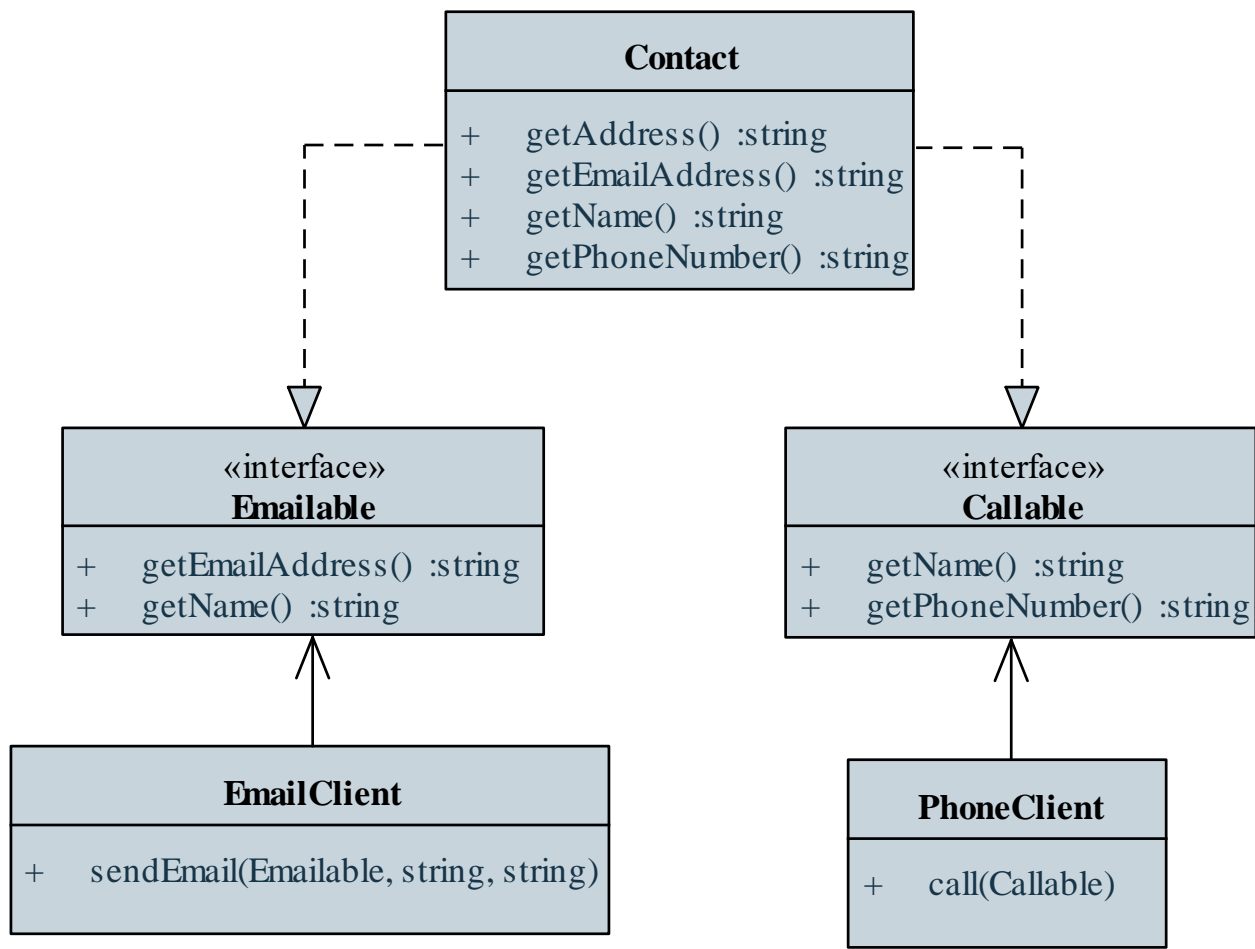 Contact
+ getAddress() :string
+ getEmailAddress() :string
+ getName() :string
+ getPhoneNumber() :string
«interface»
Emailable
+ getEmailAddress() :string
+ getName() :string
«interface»
Callable
+ getName() :string
+ getPhoneNumber() :string
EmailClient
+ sendEmail(Emailable, string, string)
PhoneClient
+ call(Callable)